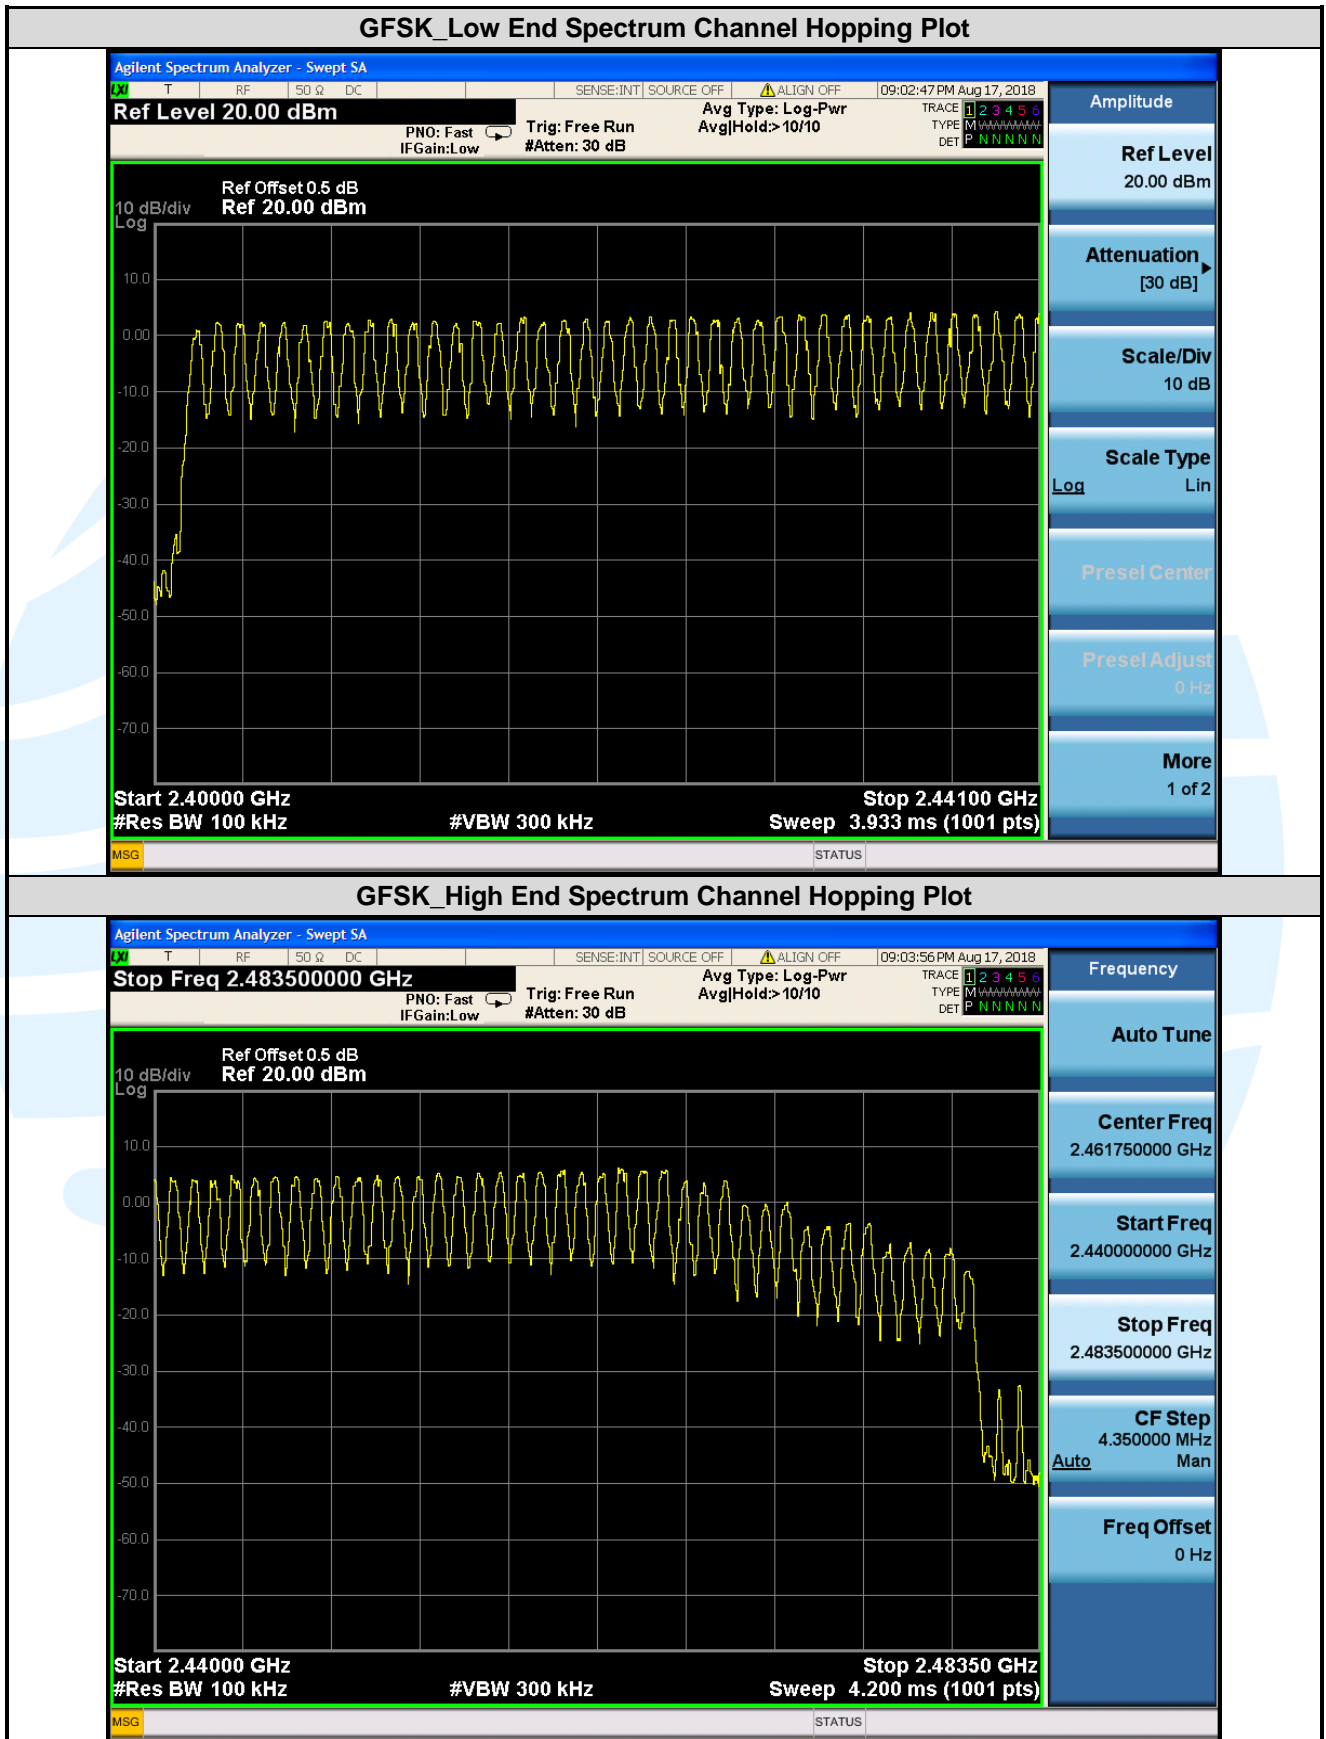 GFSK_Low End Spectrum Channel Hopping Plot
Agilent Spectrum Analyzer - Swept SA
LXI T RF 50 Ω DC SENSE:INT SOURCE OFF ALIGN OFF 09:02:47 PM Aug 17, 2018
Ref Level 20.00 dBm
PNO: Fast
IFGain:Low
Trig: Free Run
#Atten: 30 dB
Avg Type: Log-Pwr
Avg|Hold:>10/10
TRACE 1 2 3 4 5 6
TYPE M WWWWW
DET P N N N N N
Amplitude
Ref Level
20.00 dBm
Attenuation
[30 dB]
Scale/Div
10 dB
Scale Type
Log Lin
Presel Center
Presel Adjust
0 Hz
More
1 of 2
Ref Offset 0.5 dB
10 dB/div Ref 20.00 dBm
Log
10.0
0.00
-10.0
-20.0
-30.0
-40.0
-50.0
-60.0
-70.0
Start 2.40000 GHz Stop 2.44100 GHz
#Res BW 100 kHz #VBW 300 kHz Sweep 3.933 ms (1001 pts)
MSG STATUS
GFSK_High End Spectrum Channel Hopping Plot
Agilent Spectrum Analyzer - Swept SA
LXI T RF 50 Ω DC SENSE:INT SOURCE OFF ALIGN OFF 09:03:56 PM Aug 17, 2018
Stop Freq 2.483500000 GHz
PNO: Fast
IFGain:Low
Trig: Free Run
#Atten: 30 dB
Avg Type: Log-Pwr
Avg|Hold:>10/10
TRACE 1 2 3 4 5 6
TYPE M WWWWW
DET P N N N N N
Frequency
Auto Tune
Center Freq
2.461750000 GHz
Start Freq
2.440000000 GHz
Stop Freq
2.483500000 GHz
CF Step
4.350000 MHz
Auto Man
Freq Offset
0 Hz
Ref Offset 0.5 dB
10 dB/div Ref 20.00 dBm
Log
10.0
0.00
-10.0
-20.0
-30.0
-40.0
-50.0
-60.0
-70.0
Start 2.44000 GHz Stop 2.48350 GHz
#Res BW 100 kHz #VBW 300 kHz Sweep 4.200 ms (1001 pts)
MSG STATUS